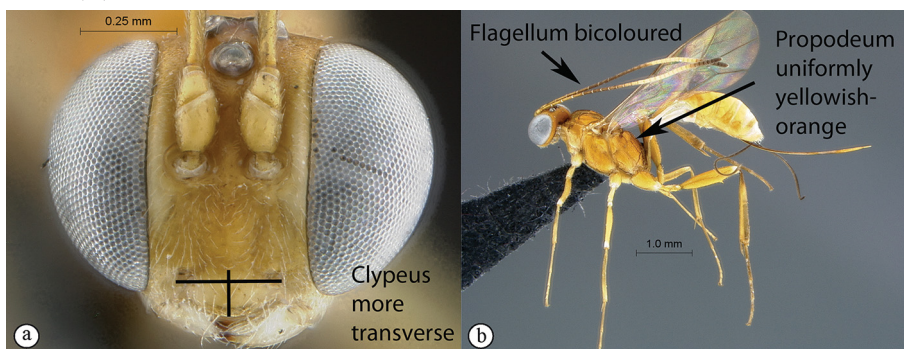 0.25 mm
Clypeus
more
transverse
a
Flagellum bicoloured
Propodeum
uniformly
yellowish-
orange
1.0 mm
b